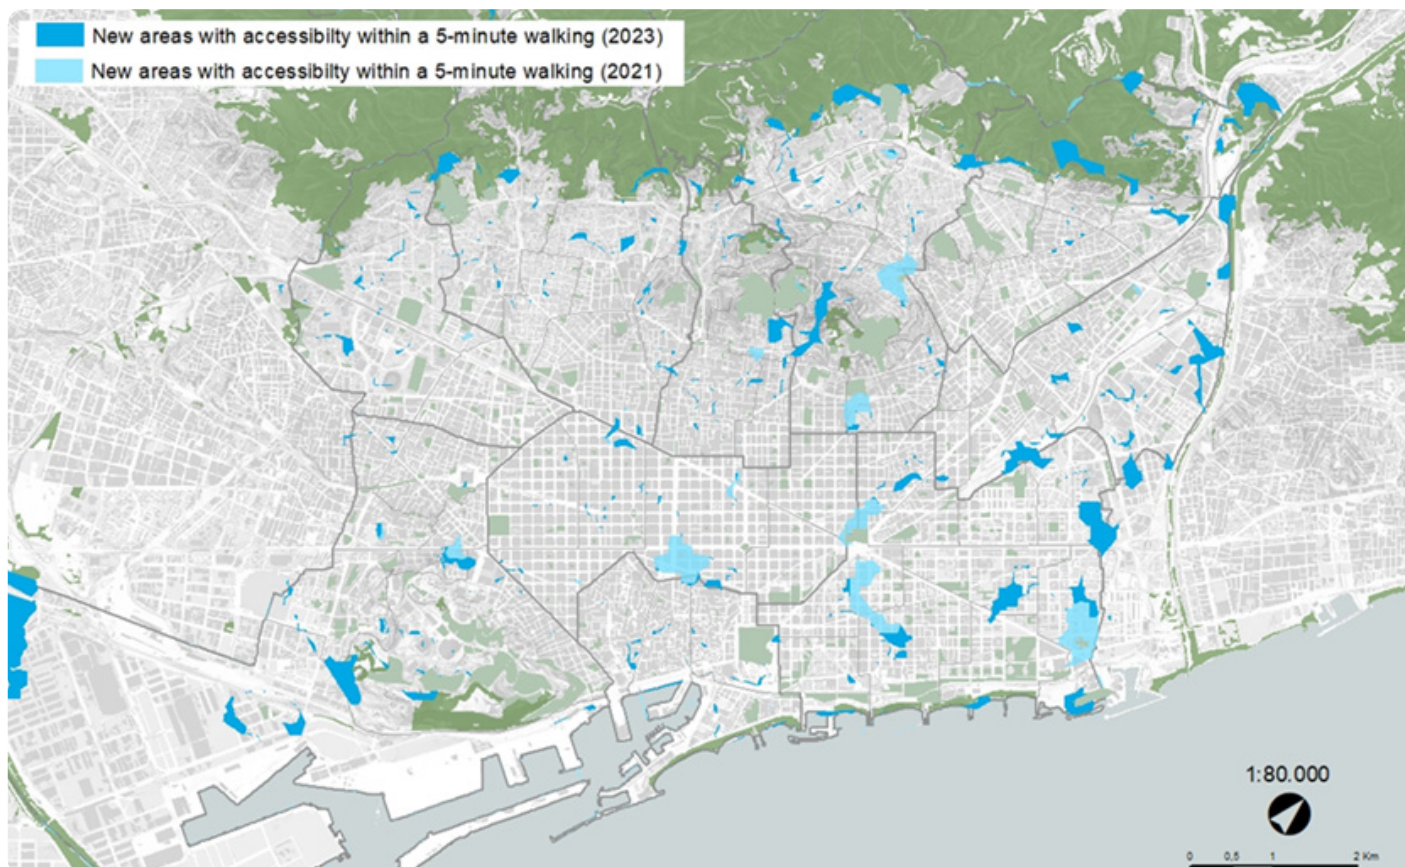 New areas with accessibilty within a 5-minute walking (2023)
New areas with accessibilty within a 5-minute walking (2021)
1:80.000
0 0,5 1 2 Km